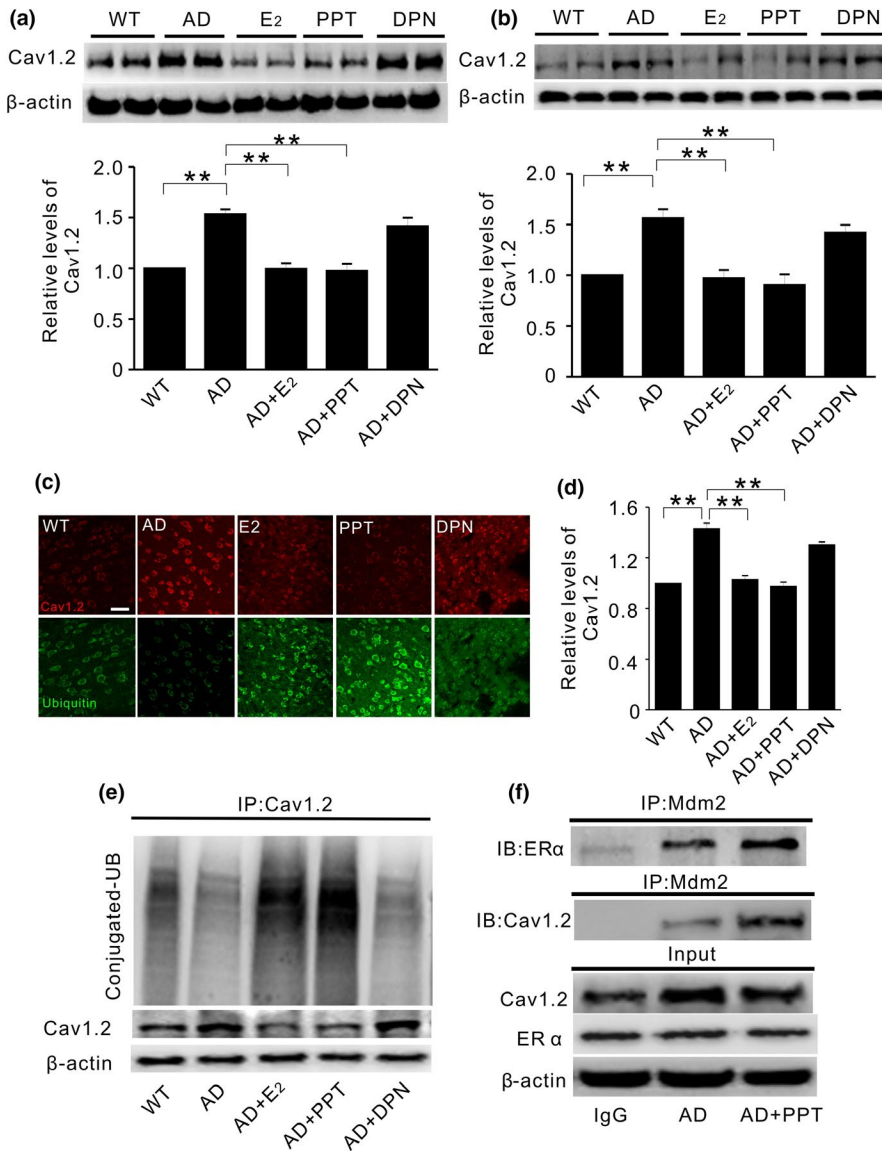 (a)
WT AD E2 PPT DPN
Cav1.2
β-actin
** ** **
Relative levels of
Cav1.2
2.0
1.5
1.0
0.5
0
WT AD AD+E2 AD+PPT AD+DPN
(b)
WT AD E2 PPT DPN
Cav1.2
β-actin
** ** **
Relative levels of
Cav1.2
2.0
1.5
1.0
0.5
0
WT AD AD+E2 AD+PPT AD+DPN
(c)
WT AD E2 PPT DPN
Cav1.2
Ubiquitin
(d)
** ** **
Relative levels of
Cav1.2
1.6
1.2
0.8
1.4
0
WT AD AD+E2 AD+PPT AD+DPN
(e)
IP:Cav1.2
Conjugated-UB
Cav1.2
β-actin
WT AD AD+E2 AD+PPT AD+DPN
(f)
IP:Mdm2
IB:ERα
IP:Mdm2
IB:Cav1.2
Input
Cav1.2
ER α
β-actin
IgG AD AD+PPT